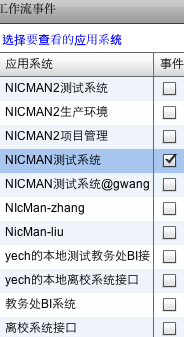 工作流事件
选择要查看的应用系统
应用系统 事件
NICMAN2测试系统
NICMAN2生产环境
NICMAN2项目管理
NICMAN测试系统
NICMAN测试系统@gwang
NIcMan-zhang
NicMan-liu
yech的本地测试教务处BI接
yech的本地离校系统接口
教务处BI系统
离校系统接口